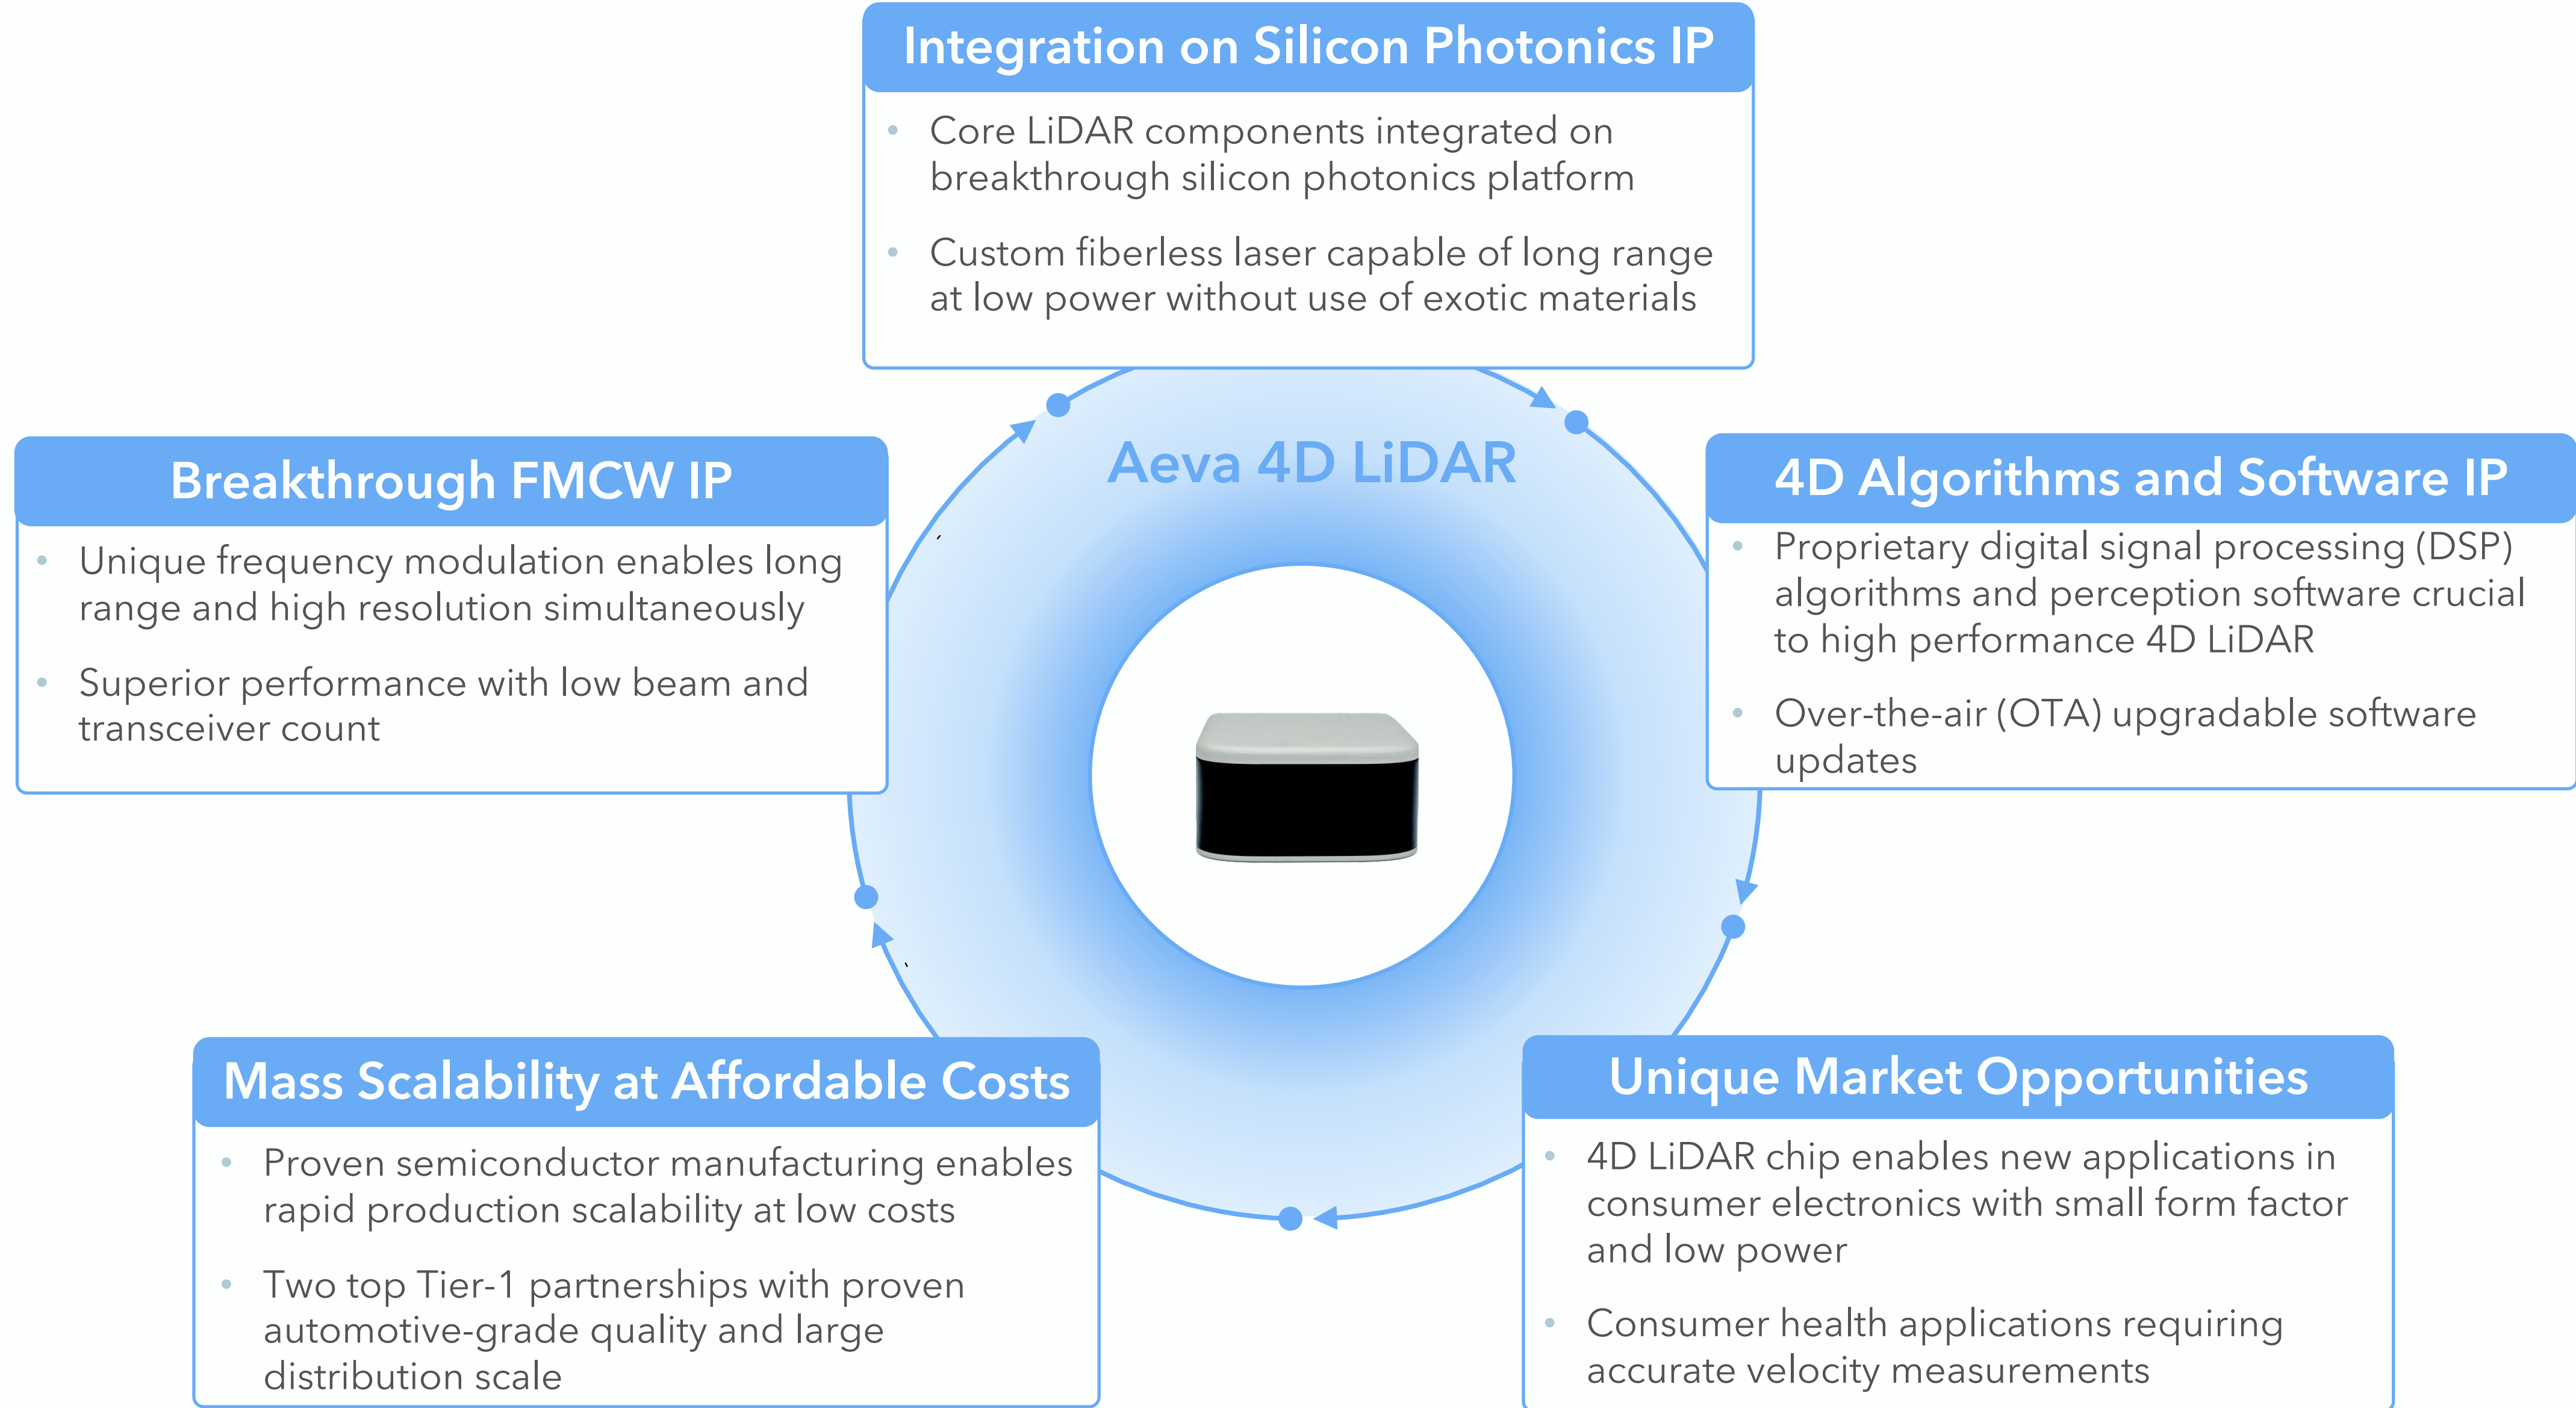 Integration on Silicon Photonics IP
• Core LiDAR components integrated on
breakthrough silicon photonics platform
• Custom fiberless laser capable of long range
at low power without use of exotic materials
Aeva 4D LiDAR
Breakthrough FMCW IP
• Unique frequency modulation enables long
range and high resolution simultaneously
• Superior performance with low beam and
transceiver count
4D Algorithms and Software IP
• Proprietary digital signal processing (DSP)
algorithms and perception software crucial
to high performance 4D LiDAR
• Over-the-air (OTA) upgradable software
updates
Mass Scalability at Affordable Costs
• Proven semiconductor manufacturing enables
rapid production scalability at low costs
• Two top Tier-1 partnerships with proven
automotive-grade quality and large
distribution scale
Unique Market Opportunities
• 4D LiDAR chip enables new applications in
consumer electronics with small form factor
and low power
• Consumer health applications requiring
accurate velocity measurements